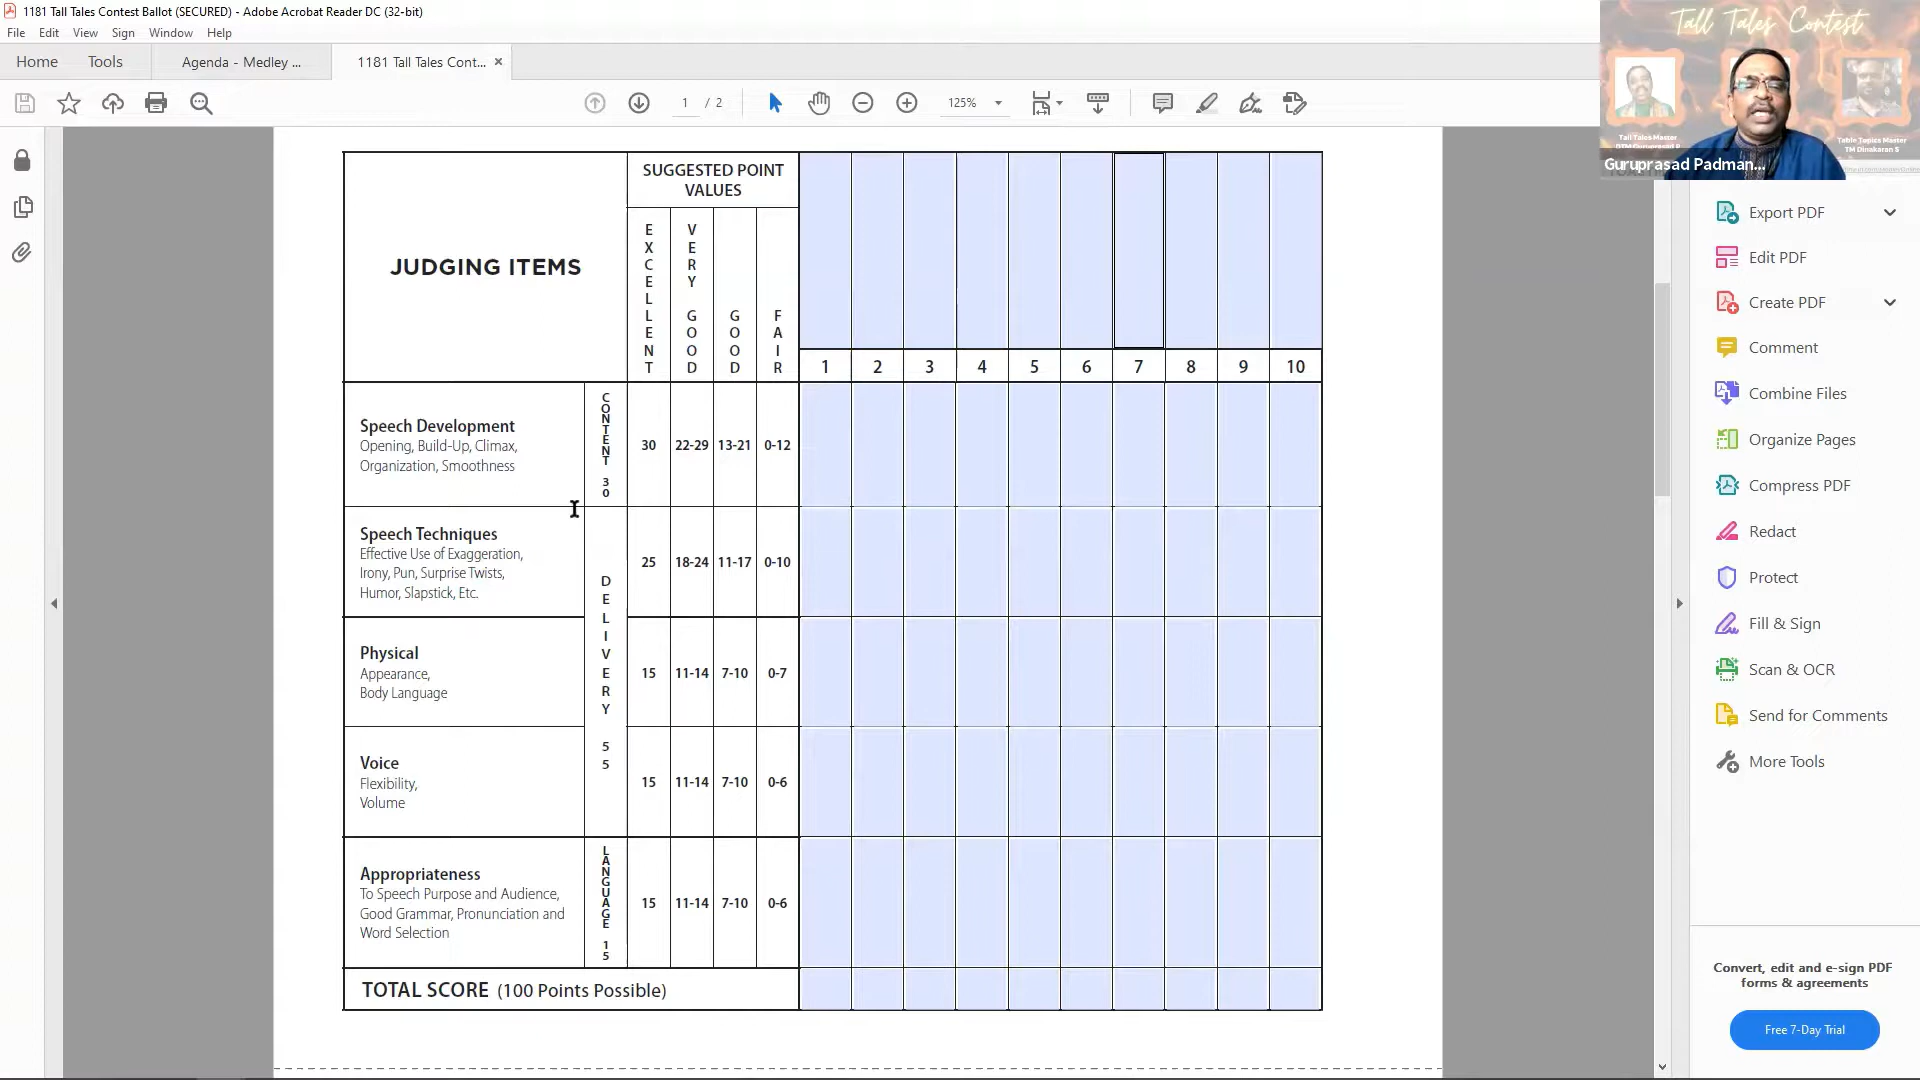 1181 Tall Tales Contest Ballot (SECURED) - Adobe Acrobat Reader DC (32-bit)
File Edit View Sign Window Help
Home Tools Agenda - Medley ... 1181 Tall Tales Cont... ×
1 / 2 125%
Tall Tales Contest
Tall Tales Master
Table Topics Master
TM Dinakaran S
Guruprasad Padman...
JUDGING ITEMS
SUGGESTED POINT
VALUES
EXCELLENT
VERY GOOD
GOOD
FAIR
1 2 3 4 5 6 7 8 9 10
Speech Development
Opening, Build-Up, Climax,
Organization, Smoothness
CONTENT 30
30 22-29 13-21 0-12
Speech Techniques
Effective Use of Exaggeration,
Irony, Pun, Surprise Twists,
Humor, Slapstick, Etc.
DELIVERY 55
25 18-24 11-17 0-10
Physical
Appearance,
Body Language
15 11-14 7-10 0-7
Voice
Flexibility,
Volume
15 11-14 7-10 0-6
Appropriateness
To Speech Purpose and Audience,
Good Grammar, Pronunciation and
Word Selection
LANGUAGE 15
15 11-14 7-10 0-6
TOTAL SCORE (100 Points Possible)
Export PDF
Edit PDF
Create PDF
Comment
Combine Files
Organize Pages
Compress PDF
Redact
Protect
Fill & Sign
Scan & OCR
Send for Comments
More Tools
Convert, edit and e-sign PDF
forms & agreements
Free 7-Day Trial